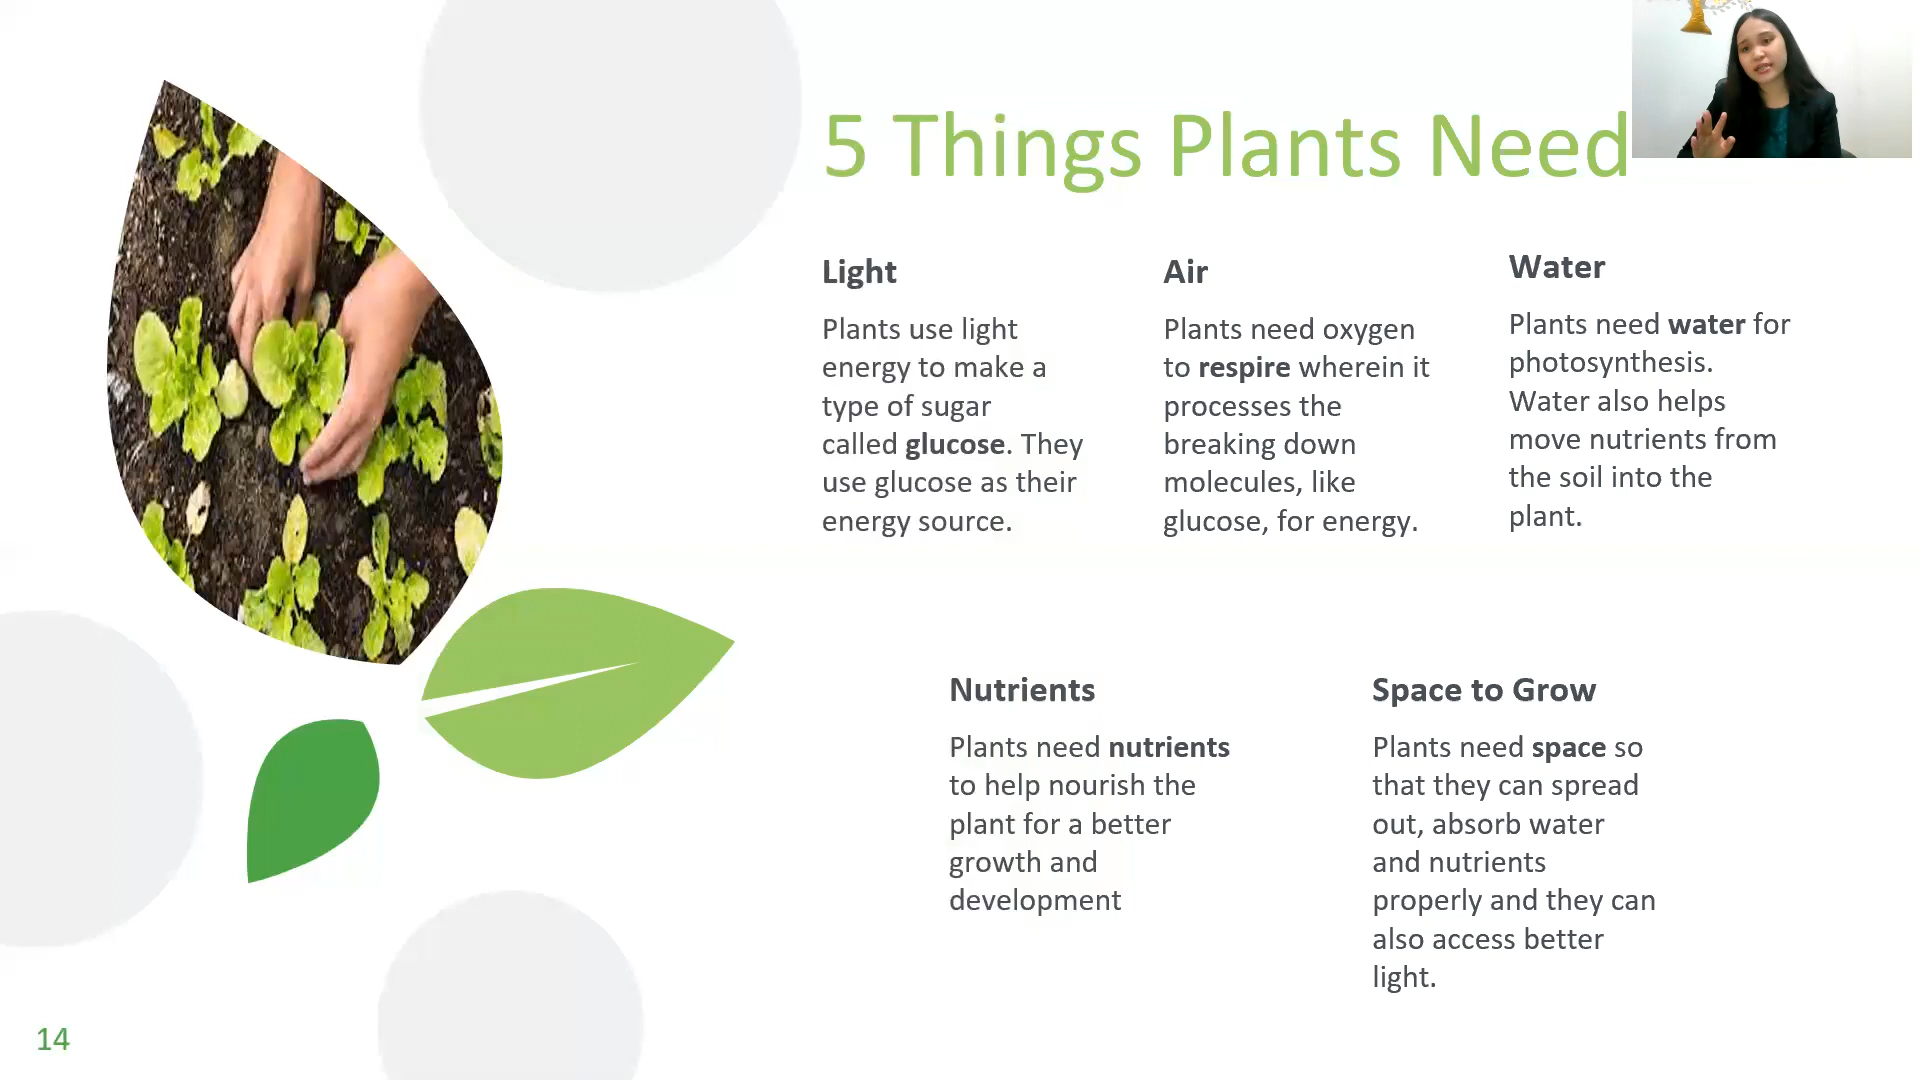 5 Things Plants Need
Light
Plants use light
energy to make a
type of sugar
called glucose. They
use glucose as their
energy source.
Air
Plants need oxygen
to respire wherein it
processes the
breaking down
molecules, like
glucose, for energy.
Water
Plants need water for
photosynthesis.
Water also helps
move nutrients from
the soil into the
plant.
Nutrients
Plants need nutrients
to help nourish the
plant for a better
growth and
development
Space to Grow
Plants need space so
that they can spread
out, absorb water
and nutrients
properly and they can
also access better
light.
14